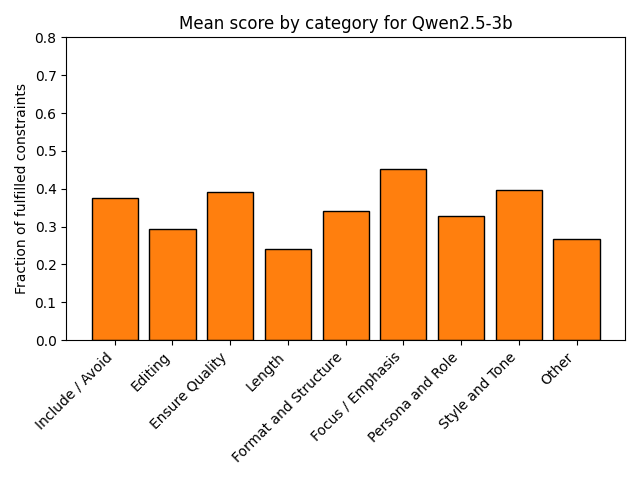 Mean score by category for Qwen2.5-3b
Fraction of fulfilled constraints
0.8
0.7
0.6
0.5
0.4
0.3
0.2
0.1
0.0
Include / Avoid
Editing
Ensure Quality
Length
Format and Structure
Focus / Emphasis
Persona and Role
Style and Tone
Other